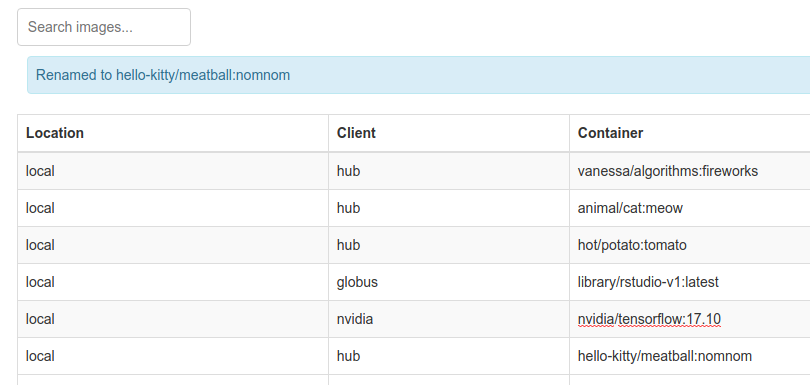 Search images...
Renamed to hello-kitty/meatball:nomnom
Location Client Container
local hub vanessa/algorithms:fireworks
local hub animal/cat:meow
local hub hot/potato:tomato
local globus library/rstudio-v1:latest
local nvidia nvidia/tensorflow:17.10
local hub hello-kitty/meatball:nomnom